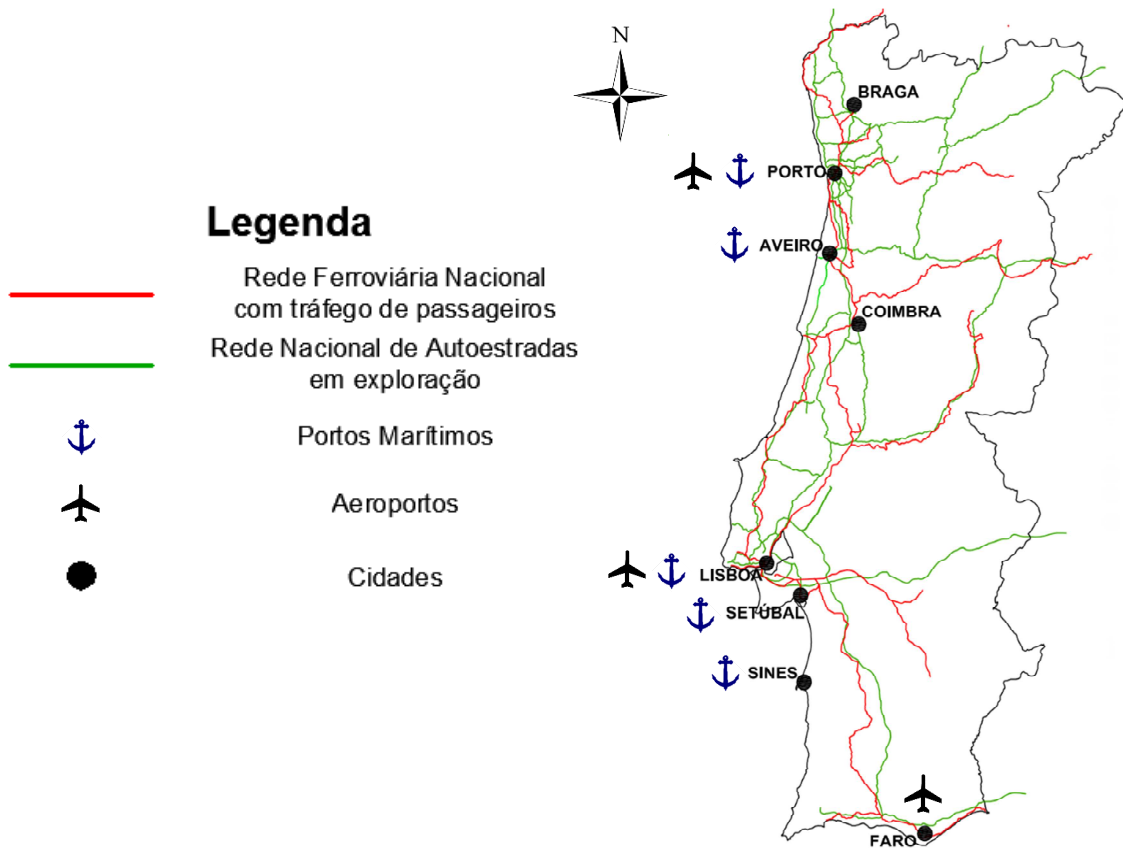 N
BRAGA
PORTO
AVEIRO
COIMBRA
LISBOA
SETÚBAL
SINES
FARO
Legenda
Rede Ferroviária Nacional
com tráfego de passageiros
Rede Nacional de Autoestradas
em exploração
Portos Marítimos
Aeroportos
Cidades